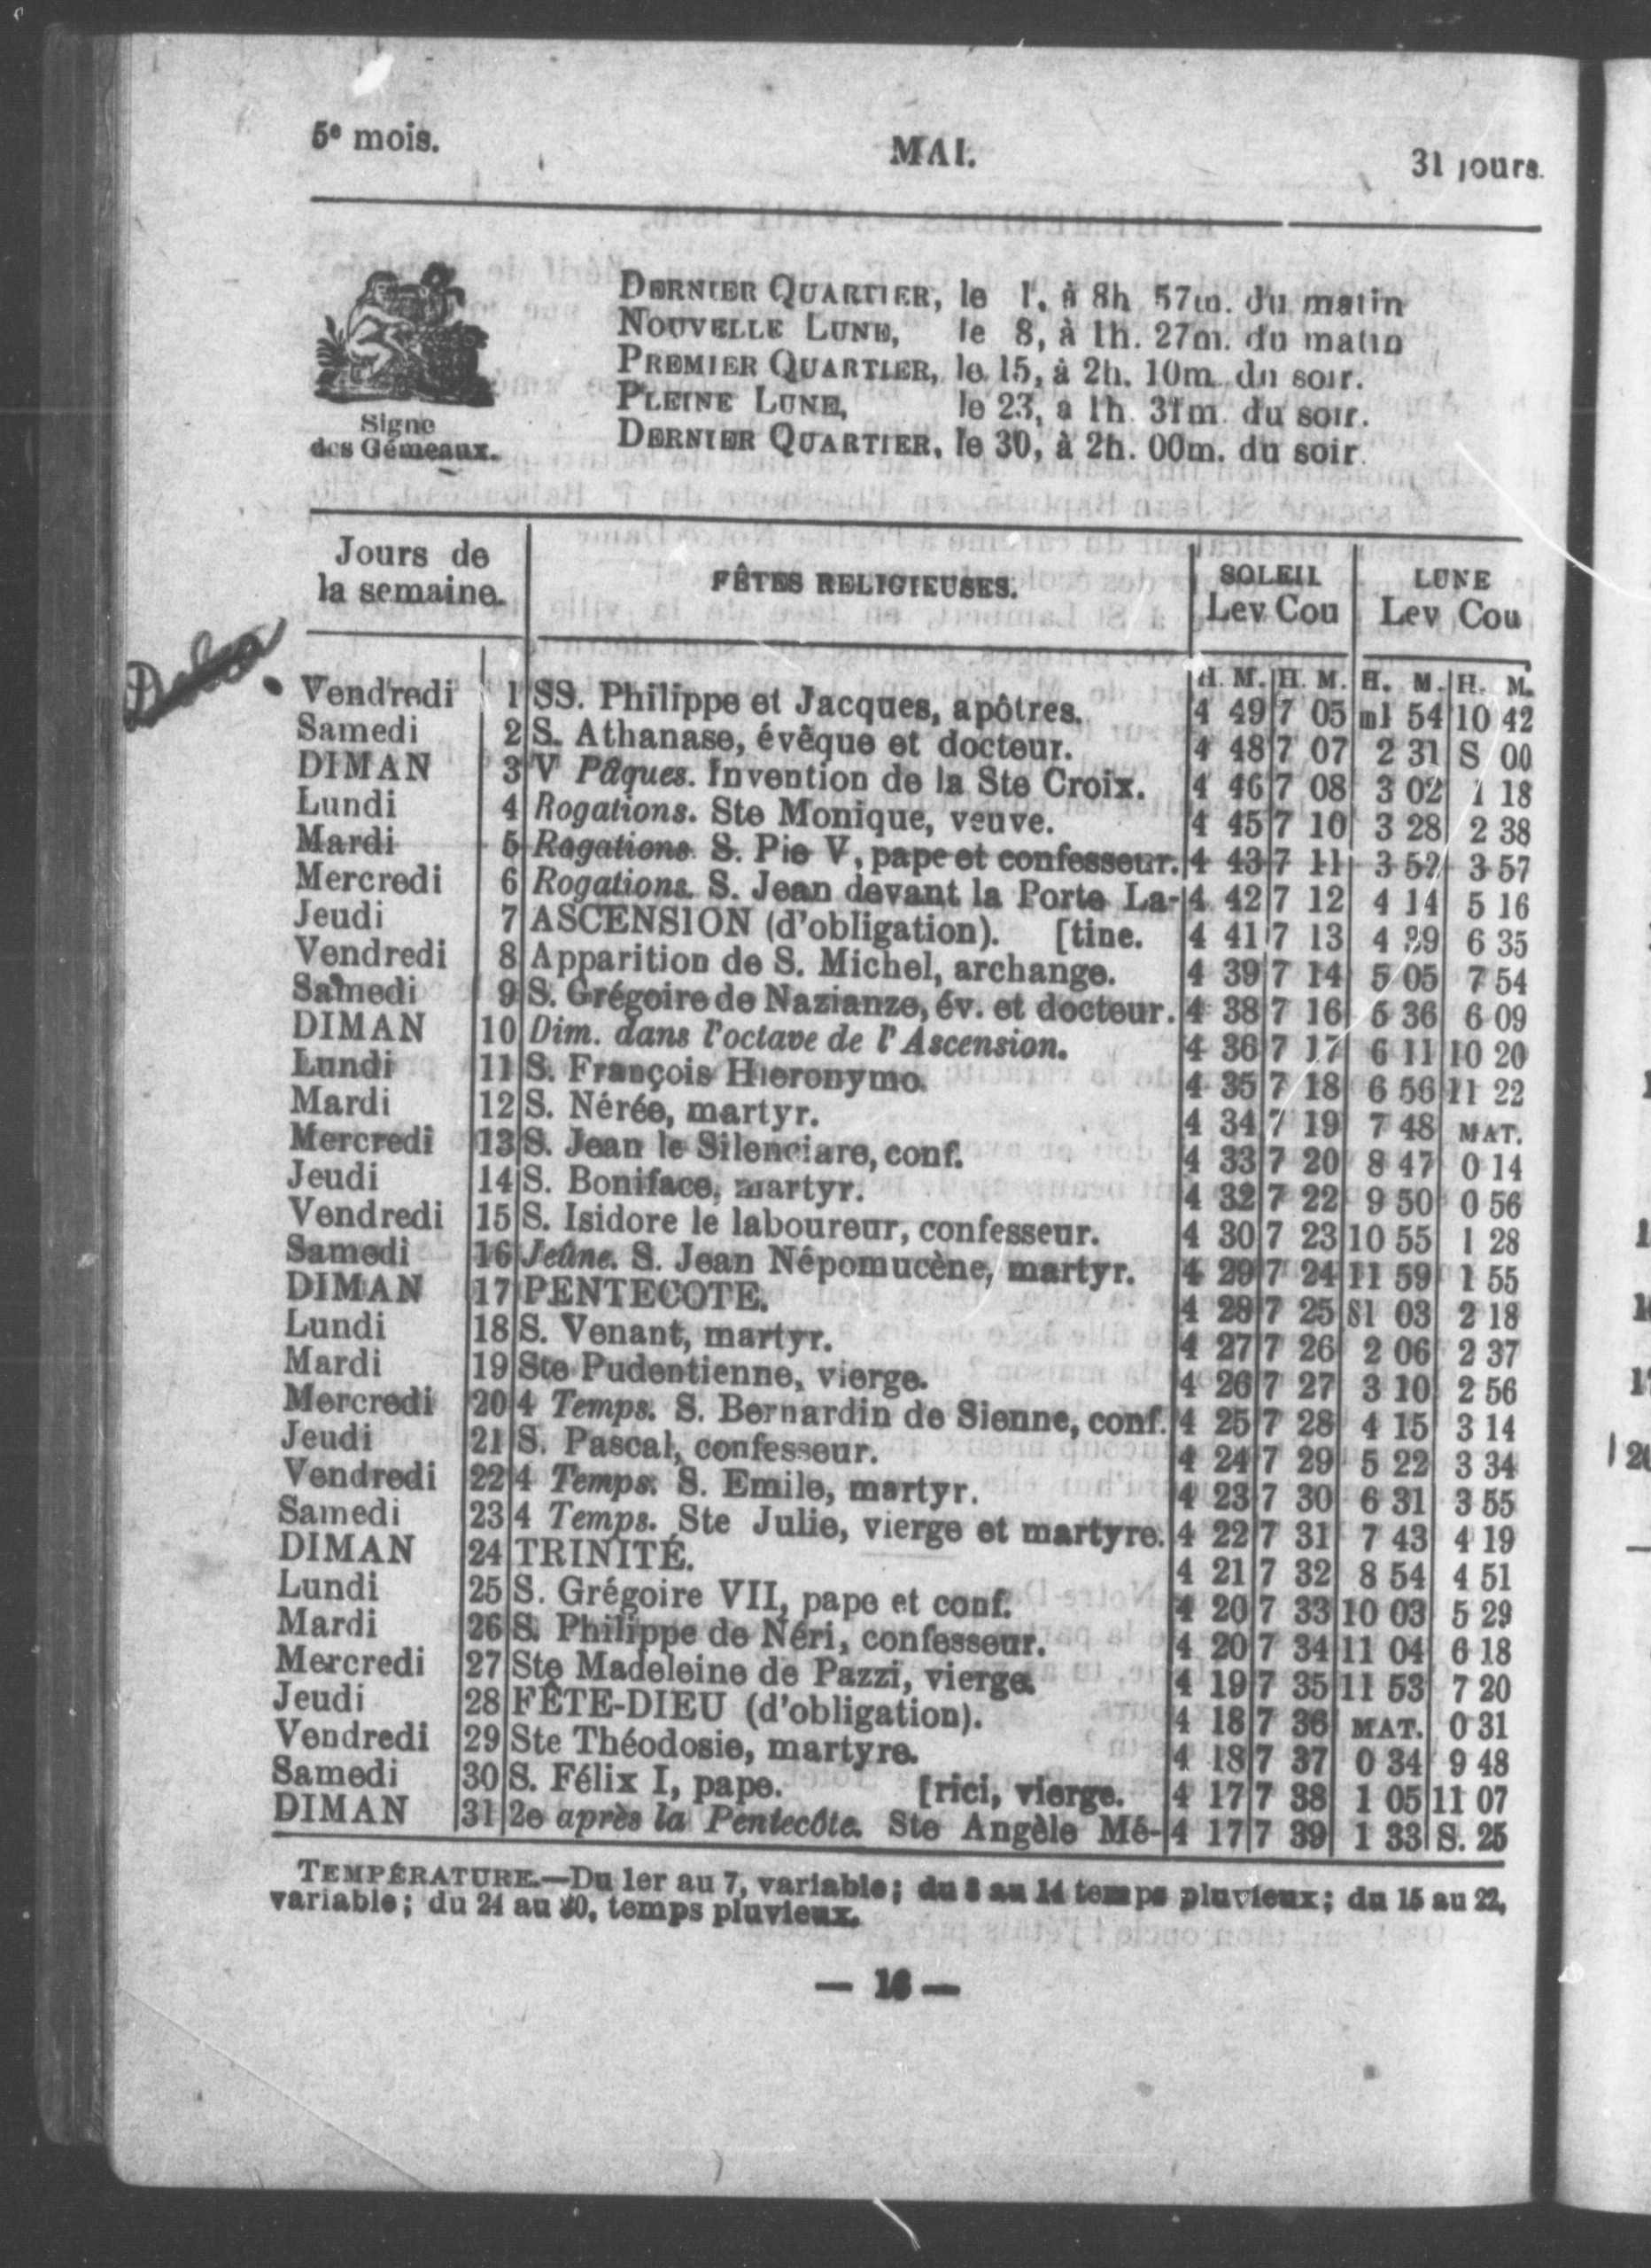 5e mois.
MAI.
31 jours.
Signe
des Gémeaux.
DERNIER QUARTIER, le 1, à 8h 57m. du matin
NOUVELLE LUNE, le 8, à 1h. 27m. du matin
PREMIER QUARTIER, le 15, à 2h. 10m. du soir.
PLEINE LUNE, le 23, a 1h. 31m. du soir.
DERNIER QUARTIER, le 30, à 2h. 00m. du soir.
Jours de la semaine. FÊTES RELIGIEUSES. SOLEIL LUNE
Lev Cou Lev Cou
H. M. H. M. H. M. H. M.
Vendredi 1 SS. Philippe et Jacques, apôtres. 4 49 7 05 m1 54 10 42
Samedi 2 S. Athanase, évêque et docteur. 4 48 7 07 2 31 S 00
DIMAN 3 V Pâques. Invention de la Ste Croix. 4 46 7 08 3 02 1 18
Lundi 4 Rogations. Ste Monique, veuve. 4 45 7 10 3 28 2 38
Mardi 5 Rogations. S. Pie V, pape et confesseur. 4 43 7 11 3 52 3 57
Mercredi 6 Rogations. S. Jean devant la Porte La- 4 42 7 12 4 14 5 16
Jeudi 7 ASCENSION (d'obligation). [tine. 4 41 7 13 4 39 6 35
Vendredi 8 Apparition de S. Michel, archange. 4 39 7 14 5 05 7 54
Samedi 9 S. Grégoire de Nazianze, év. et docteur. 4 38 7 16 5 36 6 09
DIMAN 10 Dim. dans l'octave de l'Ascension. 4 36 7 17 6 11 10 20
Lundi 11 S. François Hieronymo. 4 35 7 18 6 56 11 22
Mardi 12 S. Nérée, martyr. 4 34 7 19 7 48 MAT.
Mercredi 13 S. Jean le Silenciare, conf. 4 33 7 20 8 47 0 14
Jeudi 14 S. Boniface, martyr. 4 32 7 22 9 50 0 56
Vendredi 15 S. Isidore le laboureur, confesseur. 4 30 7 23 10 55 1 28
Samedi 16 Jeûne. S. Jean Népomucène, martyr. 4 29 7 24 11 59 1 55
DIMAN 17 PENTECOTE. 4 28 7 25 S1 03 2 18
Lundi 18 S. Venant, martyr. 4 27 7 26 2 06 2 37
Mardi 19 Ste Pudentienne, vierge. 4 26 7 27 3 10 2 56
Mercredi 20 4 Temps. S. Bernardin de Sienne, conf. 4 25 7 28 4 15 3 14
Jeudi 21 S. Pascal, confesseur. 4 24 7 29 5 22 3 34
Vendredi 22 4 Temps. S. Emile, martyr. 4 23 7 30 6 31 3 55
Samedi 23 4 Temps. Ste Julie, vierge et martyre. 4 22 7 31 7 43 4 19
DIMAN 24 TRINITÉ. 4 21 7 32 8 54 4 51
Lundi 25 S. Grégoire VII, pape et conf. 4 20 7 33 10 03 5 29
Mardi 26 S. Philippe de Néri, confesseur. 4 20 7 34 11 04 6 18
Mercredi 27 Ste Madeleine de Pazzi, vierge. 4 19 7 35 11 53 7 20
Jeudi 28 FÊTE-DIEU (d'obligation). 4 18 7 36 MAT. 0 31
Vendredi 29 Ste Théodosie, martyre. 4 18 7 37 0 34 9 48
Samedi 30 S. Félix I, pape. [rici, vierge. 4 17 7 38 1 05 11 07
DIMAN 31 2e après la Pentecôte. Ste Angèle Mé- 4 17 7 39 1 33 S. 25
TEMPÉRATURE.—Du 1er au 7, variable; du 8 au 14 temps pluvieux; du 15 au 22,
variable; du 24 au 30, temps pluvieux.
— 16 —